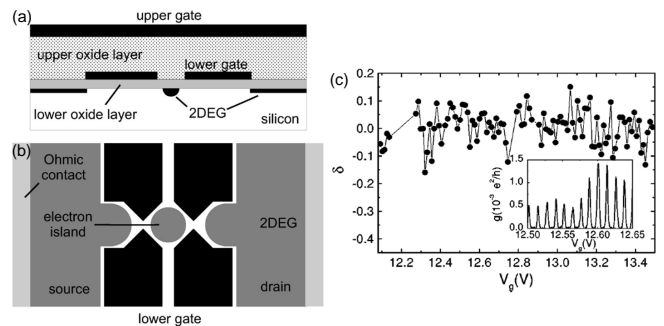 (a)
upper gate
upper oxide layer
lower gate
lower oxide layer
2DEG
silicon
(b)
Ohmic
contact
electron
island
2DEG
source
drain
lower gate
(c)
δ
0.2
0.1
0.0
-0.1
-0.2
-0.3
-0.4
12.2 12.4 12.6 12.8 13.0 13.2 13.4
V_g(V)
g(10^-3 e^2/h)
1.5
1.0
0.5
0.0
12.50 12.55 12.60 12.65
V_g(V)